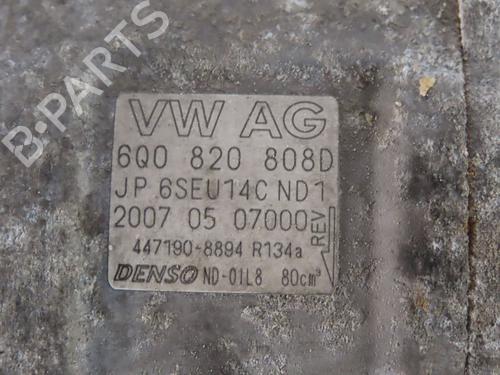 B-PARTS
VW AG
6Q0 820 808D
JP 6SEU14C ND1
2007 05 07000
REV
447190-8894 R134a
DENSO ND-OIL8 80cm³